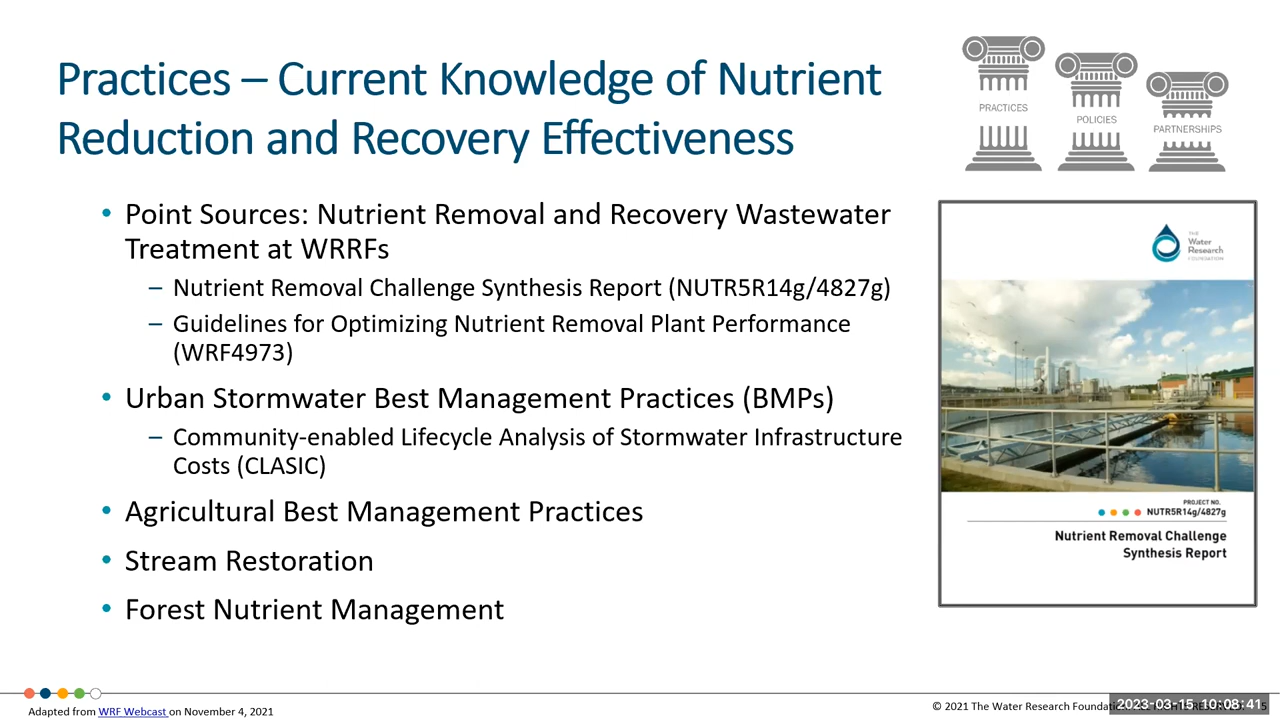 Practices – Current Knowledge of Nutrient
Reduction and Recovery Effectiveness
PRACTICES
POLICIES
PARTNERSHIPS
• Point Sources: Nutrient Removal and Recovery Wastewater
Treatment at WRRFs
– Nutrient Removal Challenge Synthesis Report (NUTR5R14g/4827g)
– Guidelines for Optimizing Nutrient Removal Plant Performance
(WRF4973)
• Urban Stormwater Best Management Practices (BMPs)
– Community-enabled Lifecycle Analysis of Stormwater Infrastructure
Costs (CLASIC)
• Agricultural Best Management Practices
• Stream Restoration
• Forest Nutrient Management
THE
Water
Research
FOUNDATION
PROJECT NO.
NUTR5R14g/4827g
Nutrient Removal Challenge
Synthesis Report
Adapted from WRF Webcast on November 4, 2021
© 2021 The Water Research
2023-03-15 10:08:41